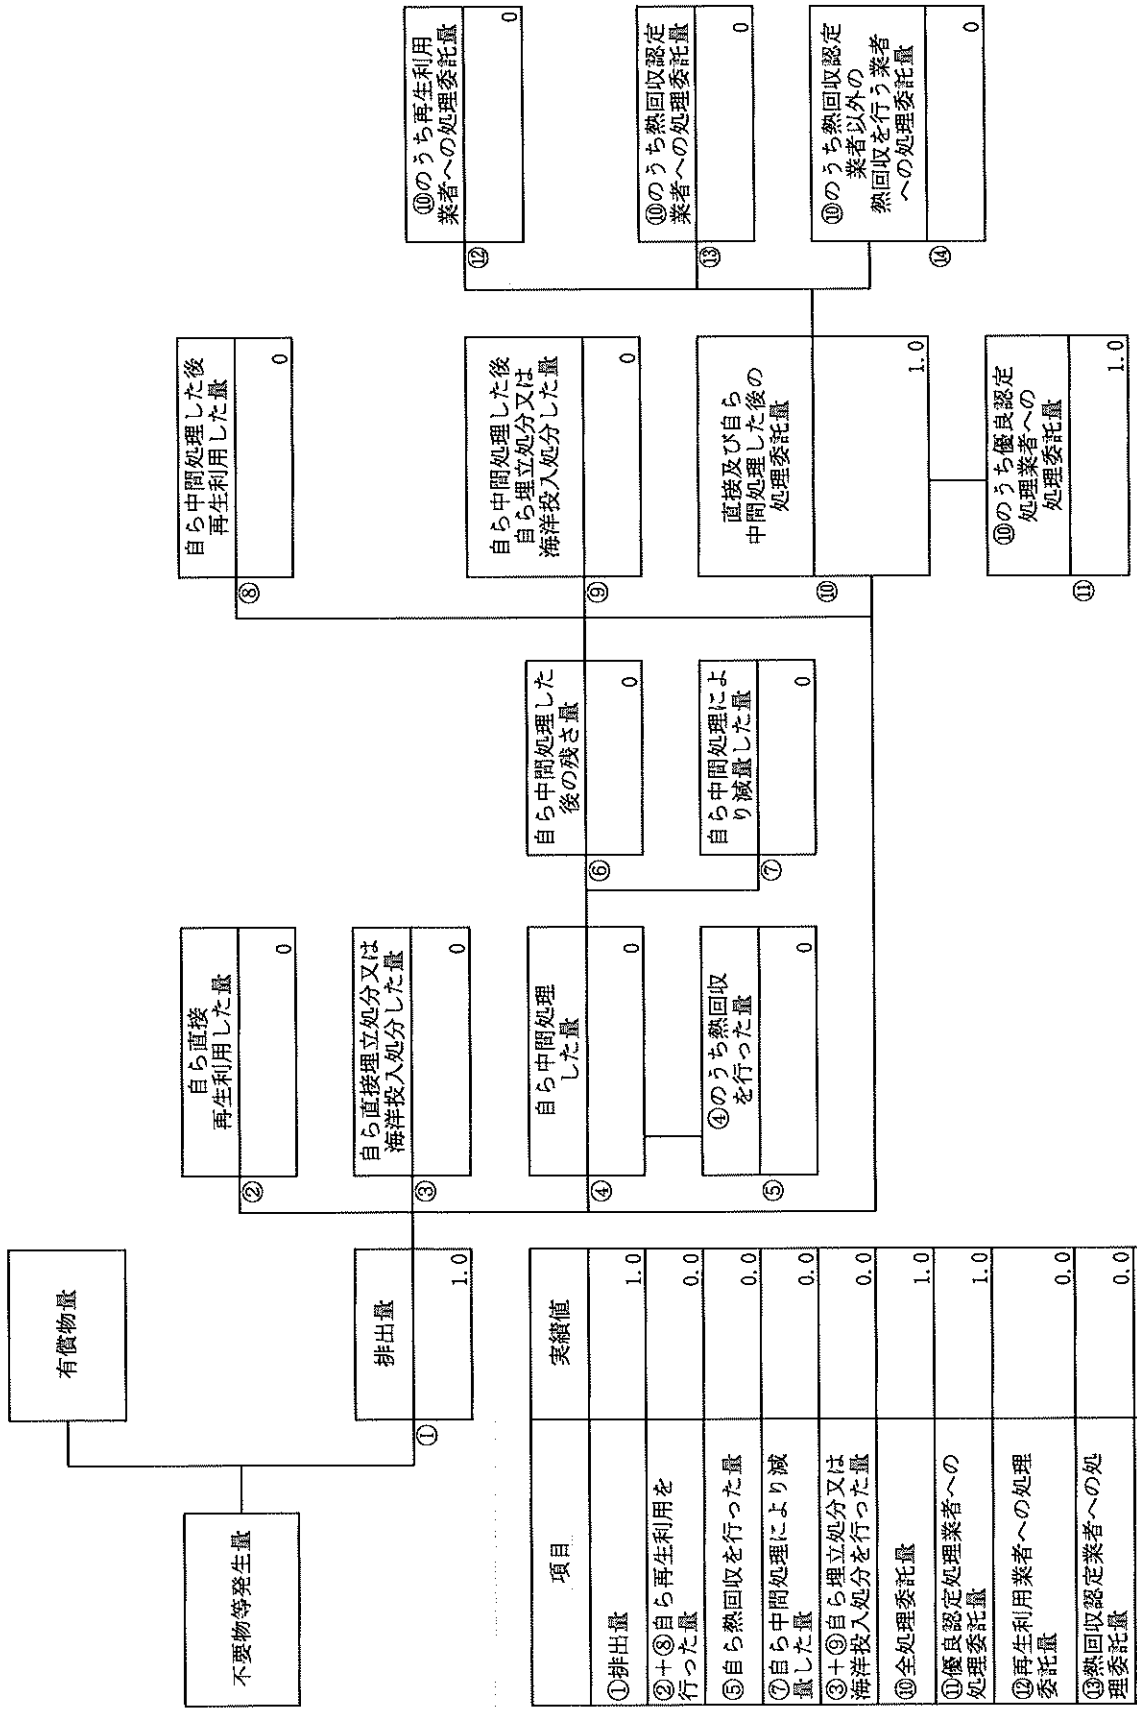 不要物等発生量
有償物量
排出量
①
1.0
自ら直接
再生利用した量
②
0
自ら直接埋立処分又は
海洋投入処分した量
③
0
自ら中間処理
した量
④
0
④のうち熱回収
を行った量
⑤
0
自ら中間処理した
後の残さ量
⑥
0
自ら中間処理によ
り減量した量
⑦
0
自ら中間処理した後
再生利用した量
⑧
0
自ら中間処理した後
自ら埋立処分又は
海洋投入処分した量
⑨
0
直接及び自ら
中間処理した後の
処理委託量
⑩
1.0
⑩のうち優良認定
処理業者への
処理委託量
⑪
1.0
⑩のうち再生利用
業者への処理委託量
⑫
0
⑩のうち熱回収認定
業者への処理委託量
⑬
0
⑩のうち熱回収認定
業者以外の
熱回収を行う業者
への処理委託量
⑭
0
項目 実績値
①排出量 1.0
②+⑧自ら再生利用を
行った量 0.0
⑤自ら熱回収を行った量 0.0
⑦自ら中間処理により減
量した量 0.0
③+⑨自ら埋立処分又は
海洋投入処分を行った量 0.0
⑩全処理委託量 1.0
⑪優良認定処理業者への
処理委託量 1.0
⑫再生利用業者への処理
委託量 0.0
⑬熱回収認定業者への処
理委託量 0.0